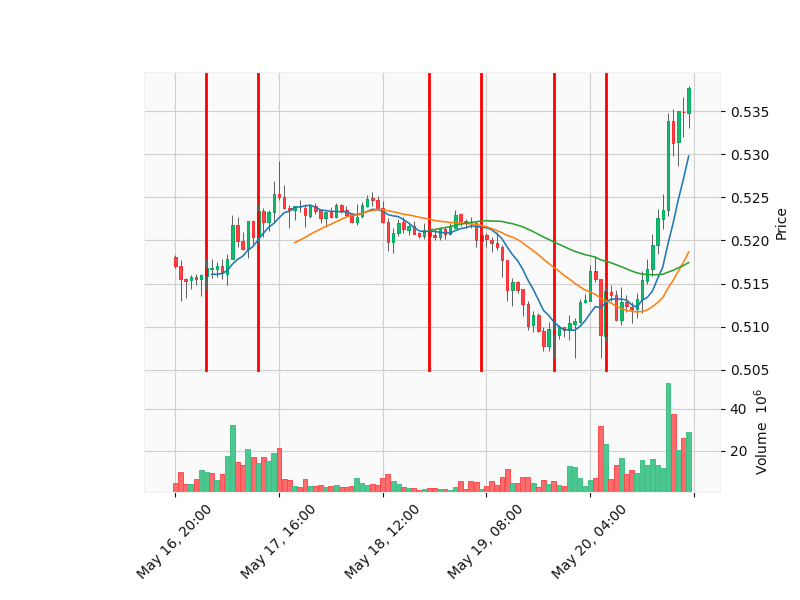 0.535
0.530
0.525
0.520
0.515
0.510
0.505
Price
40
20
Volume 10^6
May 16, 20:00
May 17, 16:00
May 18, 12:00
May 19, 08:00
May 20, 04:00